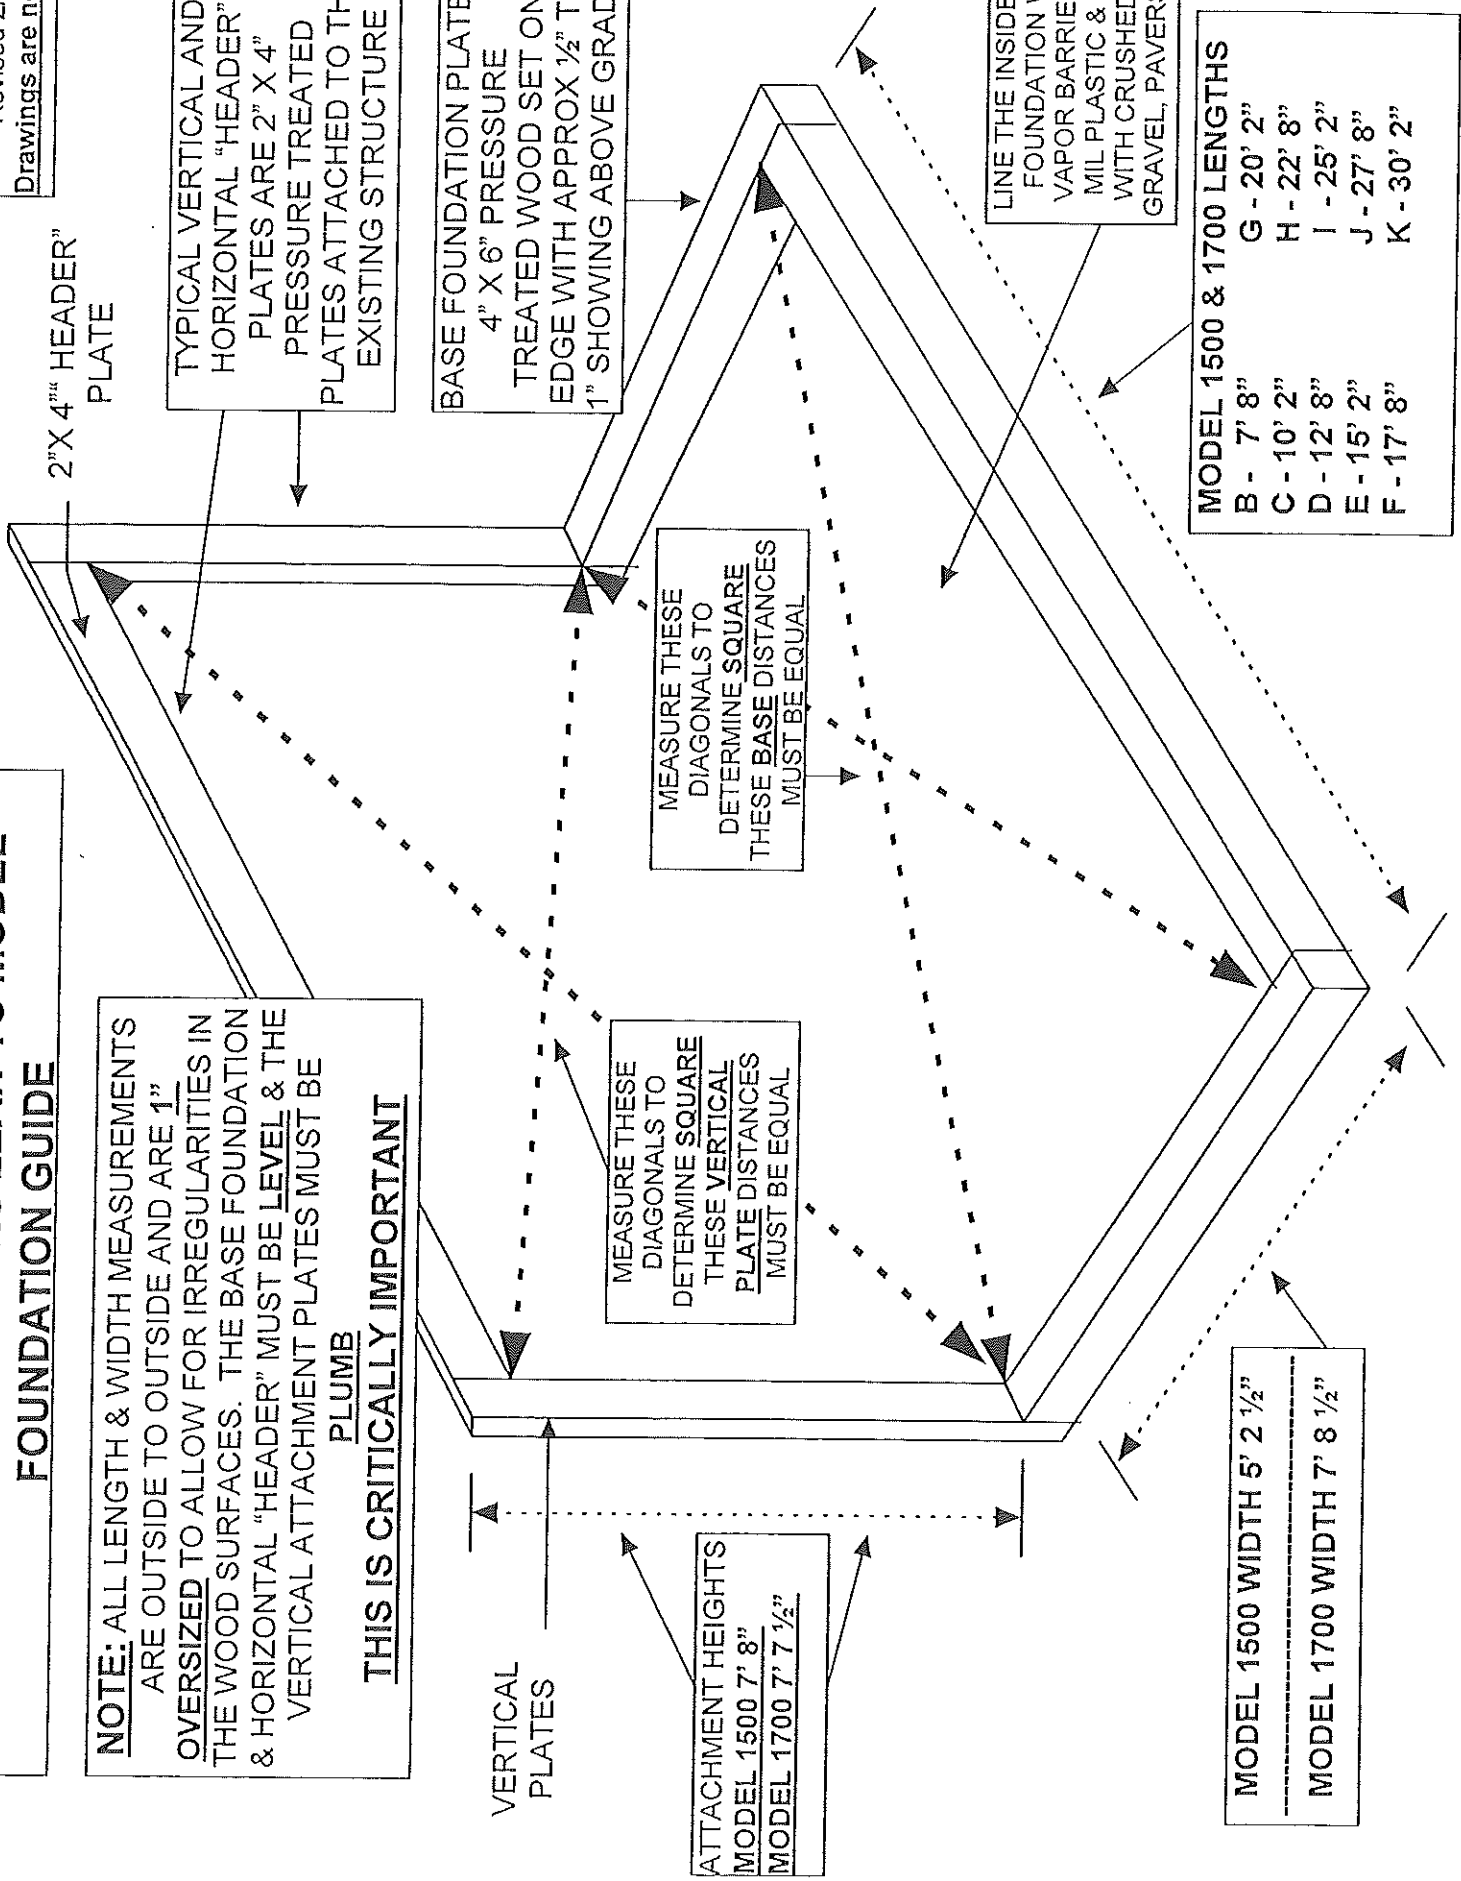 FOUNDATION GUIDE
Drawings are
NOTE: ALL LENGTH & WIDTH MEASUREMENTS
ARE OUTSIDE TO OUTSIDE AND ARE 1"
OVERSIZED TO ALLOW FOR IRREGULARITIES IN
THE WOOD SURFACES. THE BASE FOUNDATION
& HORIZONTAL "HEADER" MUST BE LEVEL & THE
VERTICAL ATTACHMENT PLATES MUST BE
PLUMB
THIS IS CRITICALLY IMPORTANT
2"X 4"" HEADER"
PLATE
TYPICAL VERTICAL AND
HORIZONTAL "HEADER"
PLATES ARE 2" X 4"
PRESSURE TREATED
PLATES ATTACHED TO
EXISTING STRUCTURE
BASE FOUNDATION PLATE
4" X 6" PRESSURE
TREATED WOOD SET ON
EDGE WITH APPROX ½"
1" SHOWING ABOVE
VERTICAL
PLATES
MEASURE THESE
DIAGONALS TO
DETERMINE SQUARE
THESE VERTICAL
PLATE DISTANCES
MUST BE EQUAL
MEASURE THESE
DIAGONALS TO
DETERMINE SQUARE
THESE BASE DISTANCES
MUST BE EQUAL
LINE THE INSIDE
FOUNDATION
VAPOR
MIL PLASTIC &
WITH CRUSHED
GRAVEL, PAVERS
ATTACHMENT HEIGHTS
MODEL 1500 7' 8"
MODEL 1700 7' 7 ½"
MODEL 1500 WIDTH 5' 2 ½"
MODEL 1700 WIDTH 7' 8 ½"
MODEL 1500 & 1700 LENGTHS
B - 7' 8" G - 20' 2"
C - 10' 2" H - 22' 8"
D - 12' 8" I - 25' 2"
E - 15' 2" J - 27' 8"
F - 17' 8" K - 30' 2"